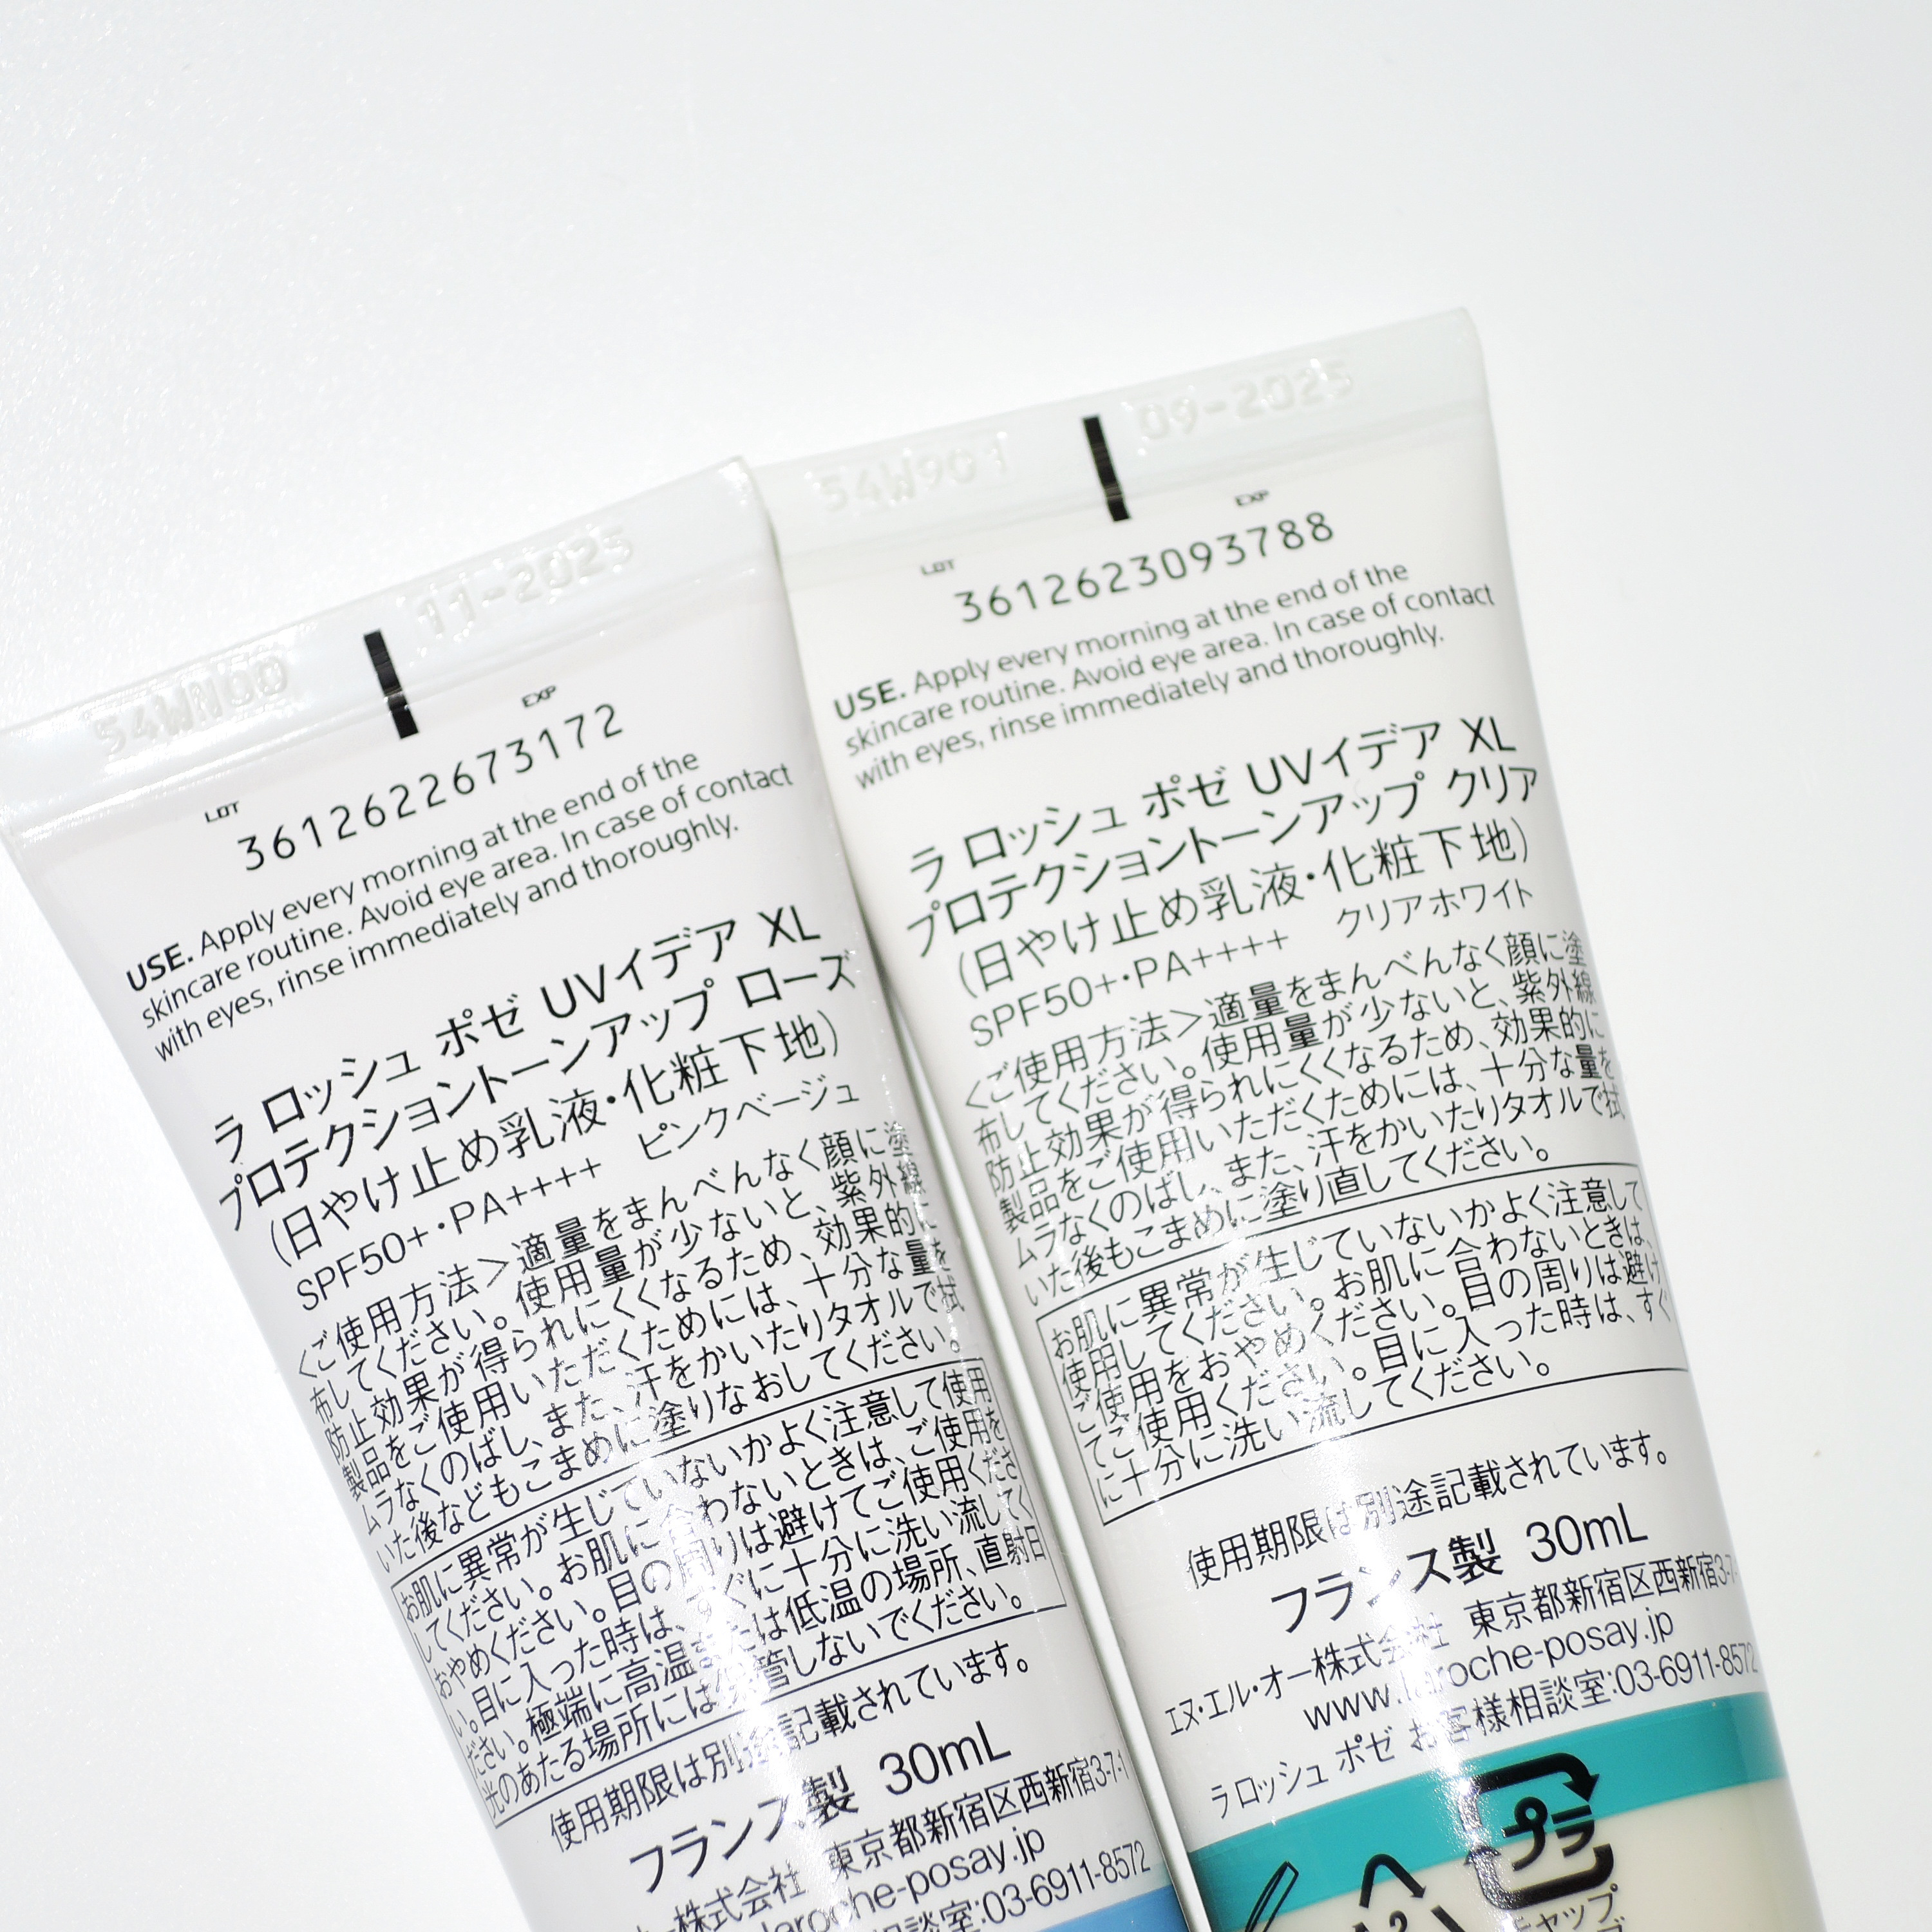 54WN00 11-2025
LOT EXP
3612622673172
USE. Apply every morning at the end of the
skincare routine. Avoid eye area. In case of contact
with eyes, rinse immediately and thoroughly.
ラ ロッシュ ポゼ UVイデア XL
プロテクショントーンアップ ローズ
(日やけ止め乳液・化粧下地)
SPF50+・PA++++ ピンクベージュ
<ご使用方法>適量をまんべんなく顔に塗
布してください。使用量が少ないと、紫外線
防止効果が得られにくくなるため、効果的に
製品をご使用いただくためには、十分な量を
ムラなくのばし、また、汗をかいたりタオルで拭
いた後などもこまめに塗りなおしてください。
お肌に異常が生じていないかよく注意して使用
してください。お肌に合わないときは、ご使用を
おやめください。目の周りは避けてご使用くださ
い。目に入った時は、すぐに十分に洗い流してく
ださい。極端に高温または低温の場所、直射日
光のあたる場所には保管しないでください。
使用期限は別途記載されています。
フランス製 30mL
株式会社 東京都新宿区西新宿3-7-1
laroche-posay.jp
相談室:03-6911-8572
54W901 09-2025
LOT EXP
3612623093788
USE. Apply every morning at the end of the
skincare routine. Avoid eye area. In case of contact
with eyes, rinse immediately and thoroughly.
ラ ロッシュ ポゼ UVイデア XL
プロテクショントーンアップ クリア
(日やけ止め乳液・化粧下地)
SPF50+・PA++++ クリアホワイト
<ご使用方法>適量をまんべんなく顔に塗
布してください。使用量が少ないと、紫外線
防止効果が得られにくくなるため、効果的に
製品をご使用いただくためには、十分な量を
ムラなくのばし、また、汗をかいたりタオルで拭
いた後もこまめに塗り直してください。
お肌に異常が生じていないかよく注意して
使用してください。お肌に合わないときは、
ご使用をおやめください。目の周りは避け
てご使用ください。目に入った時は、すぐ
に十分に洗い流してください。
使用期限は別途記載されています。
フランス製 30mL
エヌ・エル・オー株式会社 東京都新宿区西新宿3-7-
www.laroche-posay.jp
ラ ロッシュ ポゼ お客様相談室:03-6911-8572
プラ
キャップ